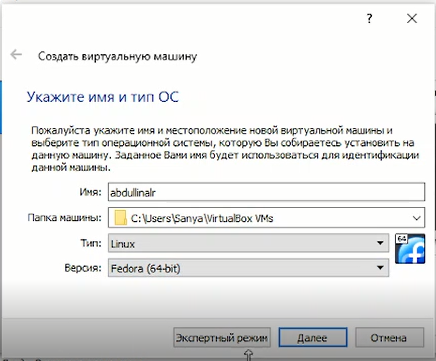 ?
Создать виртуальную машину
Укажите имя и тип ОС
Пожалуйста укажите имя и местоположение новой виртуальной машины и
выберите тип операционной системы, которую Вы собираетесь установить на
данную машину. Заданное Вами имя будет использоваться для идентификации
данной машины.
Имя: abdullinalr
Папка машины: C:\Users\Sanya\VirtualBox VMs
Тип: Linux
64
Версия: Fedora (64-bit)
Экспертный режим Далее Отмена